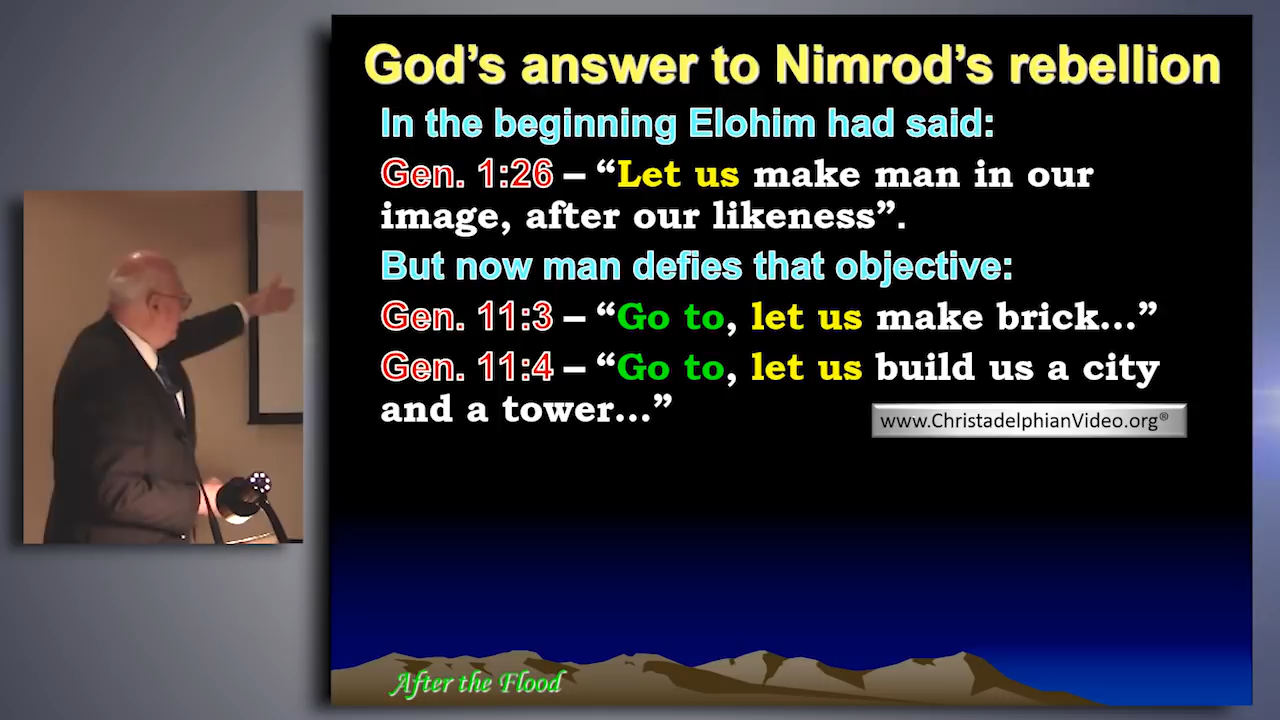 God's answer to Nimrod's rebellion
In the beginning Elohim had said:
Gen. 1:26 – “Let us make man in our
image, after our likeness”.
But now man defies that objective:
Gen. 11:3 – “Go to, let us make brick...”
Gen. 11:4 – “Go to, let us build us a city
and a tower...”
www.ChristadelphianVideo.org®
After the Flood